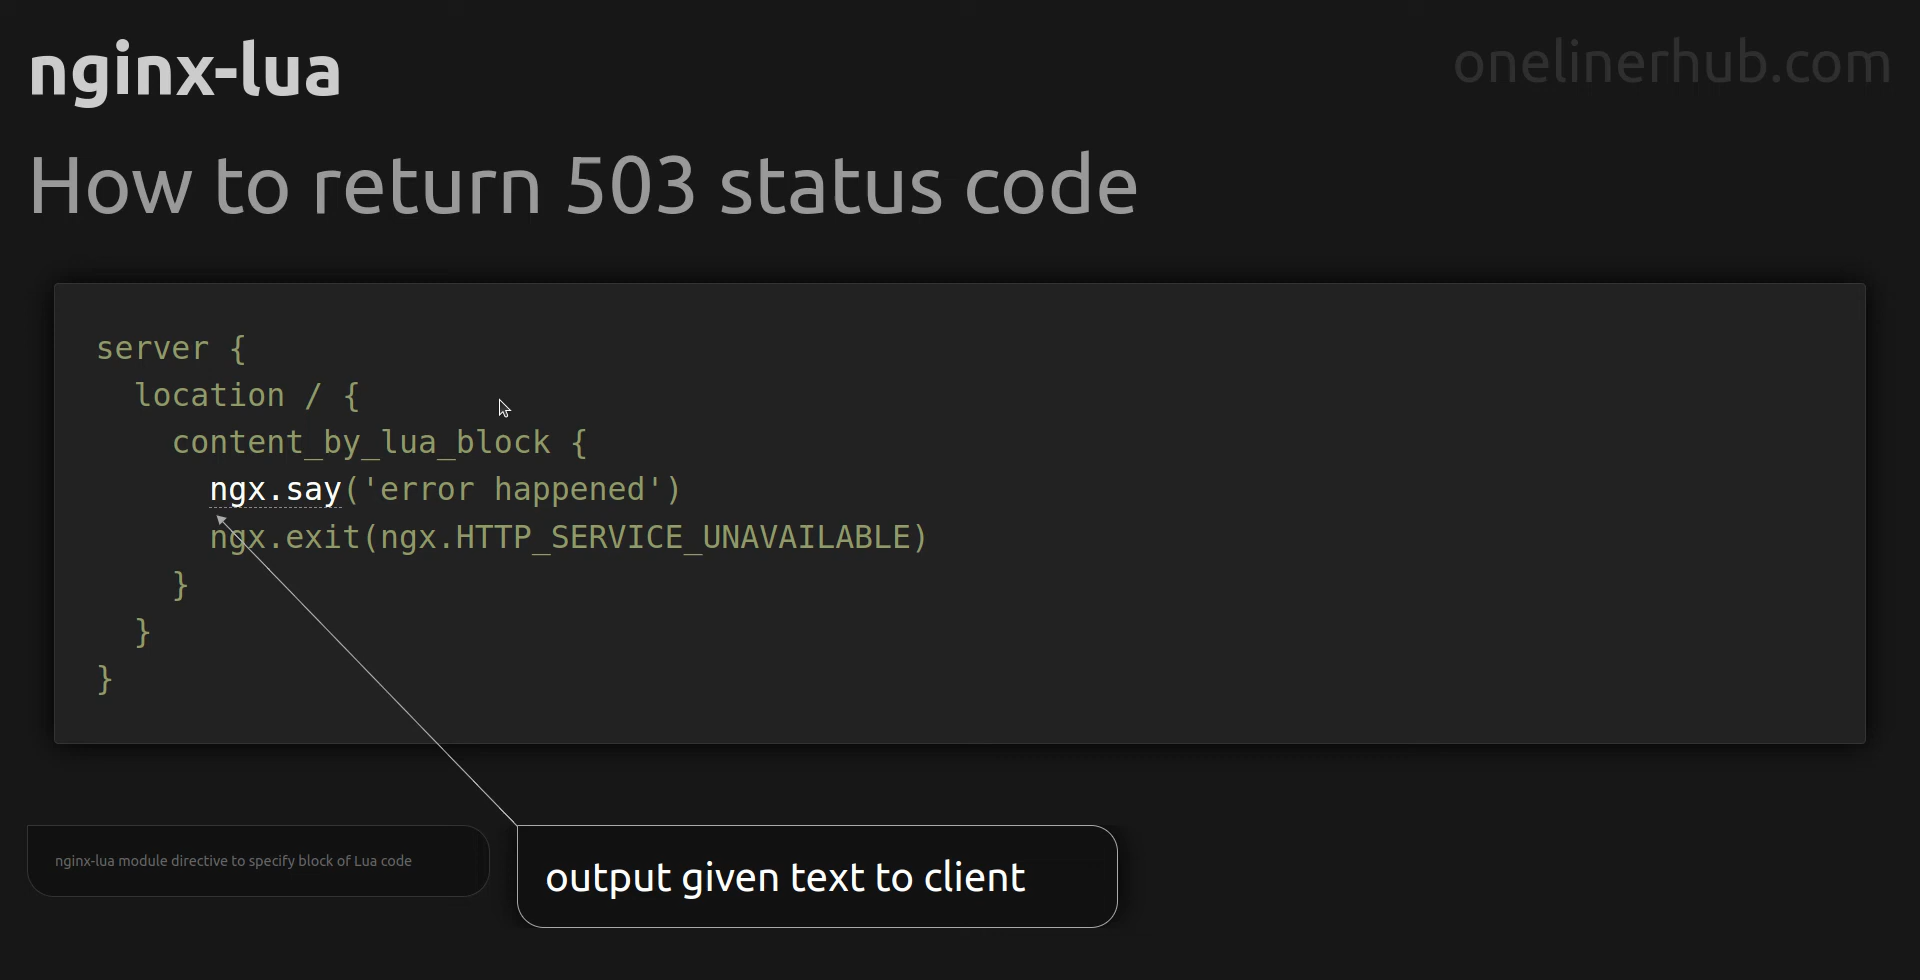 nginx-lua
onelinerhub.com
How to return 503 status code
server {
  location / {
    content_by_lua_block {
      ngx.say('error happened')
      ngx.exit(ngx.HTTP_SERVICE_UNAVAILABLE)
    }
  }
}
nginx-lua module directive to specify block of Lua code
output given text to client